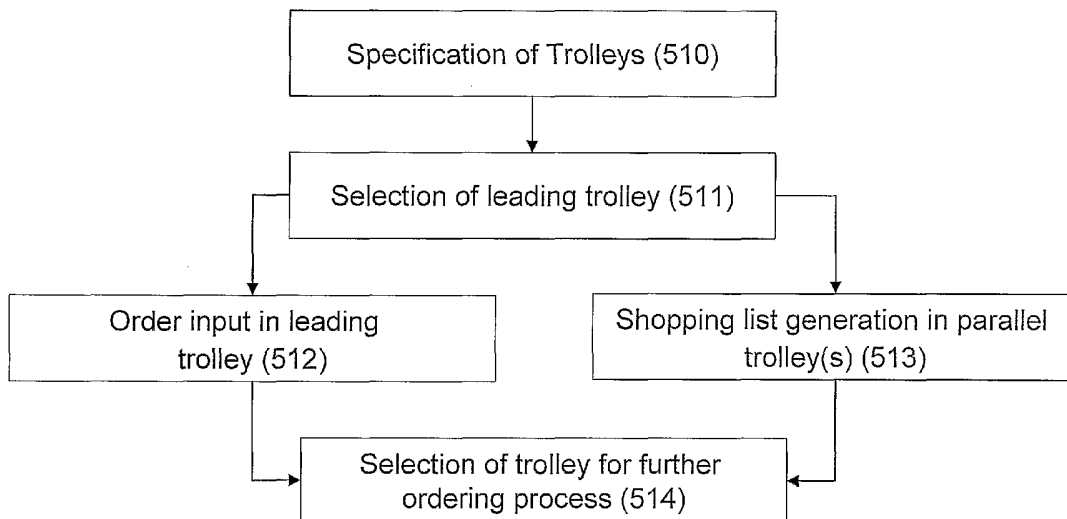 Specification of Trolleys (510)
Selection of leading trolley (511)
Order input in leading
trolley (512)
Shopping list generation in parallel
trolley(s) (513)
Selection of trolley for further
ordering process (514)